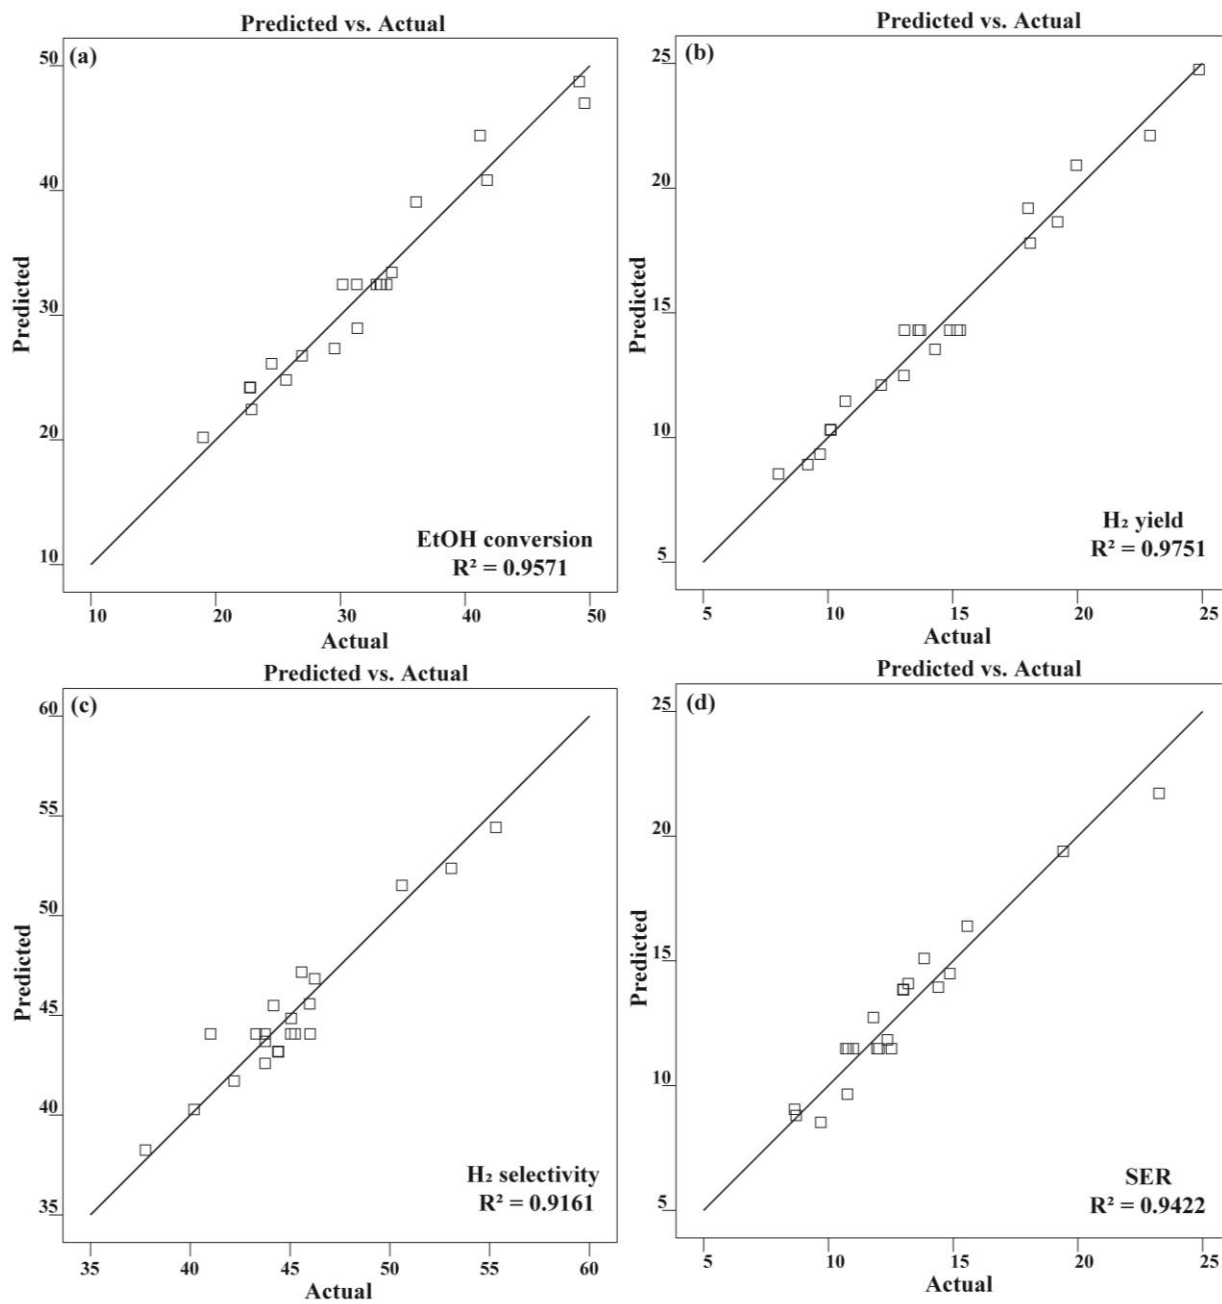 Predicted vs. Actual
(a)
50
40
30
20
10
Predicted
10 20 30 40 50
Actual
EtOH conversion
R² = 0.9571
Predicted vs. Actual
(b)
25
20
15
10
5
Predicted
5 10 15 20 25
Actual
H₂ yield
R² = 0.9751
Predicted vs. Actual
(c)
60
55
50
45
40
35
Predicted
35 40 45 50 55 60
Actual
H₂ selectivity
R² = 0.9161
Predicted vs. Actual
(d)
25
20
15
10
5
Predicted
5 10 15 20 25
Actual
SER
R² = 0.9422